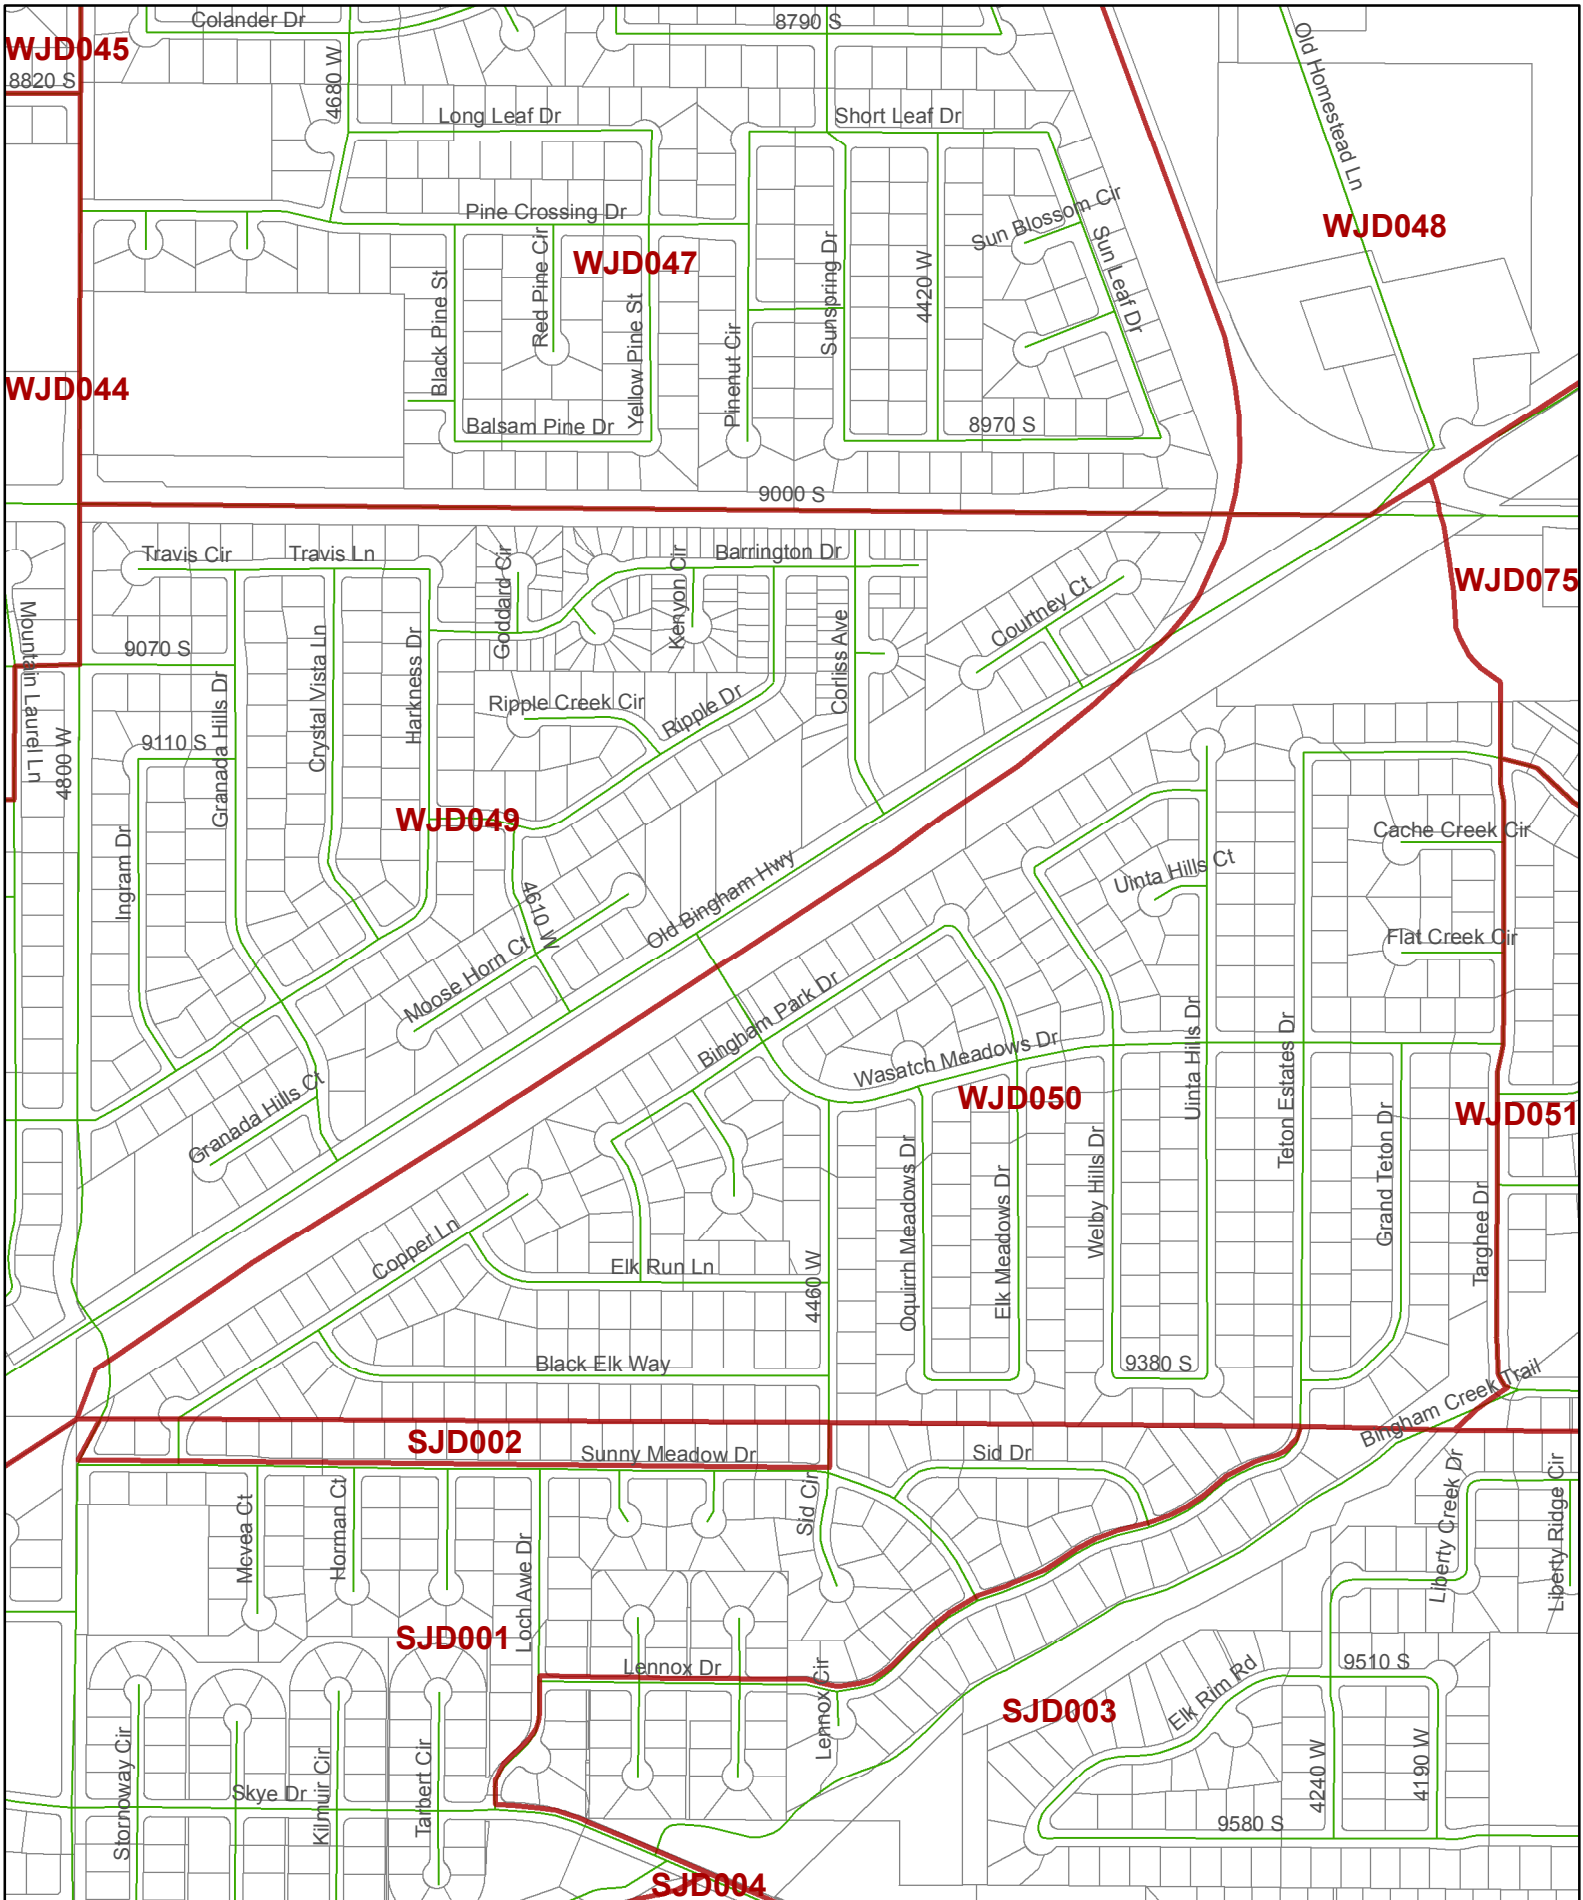 Colander Dr
8790 S
WJD045
8820 S
4680 W
Old Homestead Ln
Long Leaf Dr
Short Leaf Dr
Pine Crossing Dr
Sun Blossom Cir
WJD048
Sun Leaf Dr
Red Pine Cir
WJD047
Sunspring Dr
4420 W
Black Pine St
Yellow Pine St
Pinenut Cir
WJD044
Balsam Pine Dr
8970 S
9000 S
Travis Cir
Travis Ln
Goddard Cir
Barrington Dr
Kenyon Cir
Courtney Ct
WJD075
Mountain Laurel Ln
9070 S
Crystal Vista Ln
Harkness Dr
Corliss Ave
Granada Hills Dr
Ripple Creek Cir
Ripple Dr
9110 S
4800 W
WJD049
Cache Creek Cir
Ingram Dr
Uinta Hills Ct
4610 W
Old Bingham Hwy
Flat Creek Cir
Moose Horn Ct
Bingham Park Dr
Wasatch Meadows Dr
Uinta Hills Dr
Teton Estates Dr
WJD050
WJD051
Granada Hills Ct
Oquirrh Meadows Dr
Elk Meadows Dr
Welby Hills Dr
Grand Teton Dr
Targhee Dr
Copper Ln
Elk Run Ln
4460 W
Black Elk Way
9380 S
Bingham Creek Trail
SJD002
Sunny Meadow Dr
Sid Dr
Sid Cir
Mcvea Ct
Horman Ct
Loch Awe Dr
Liberty Creek Dr
Liberty Ridge Cir
SJD001
Lennox Dr
Lennox Cir
9510 S
Elk Rim Rd
SJD003
Stornoway Cir
Skye Dr
Kilmuir Cir
Tarbert Cir
4240 W
4190 W
9580 S
SJD004